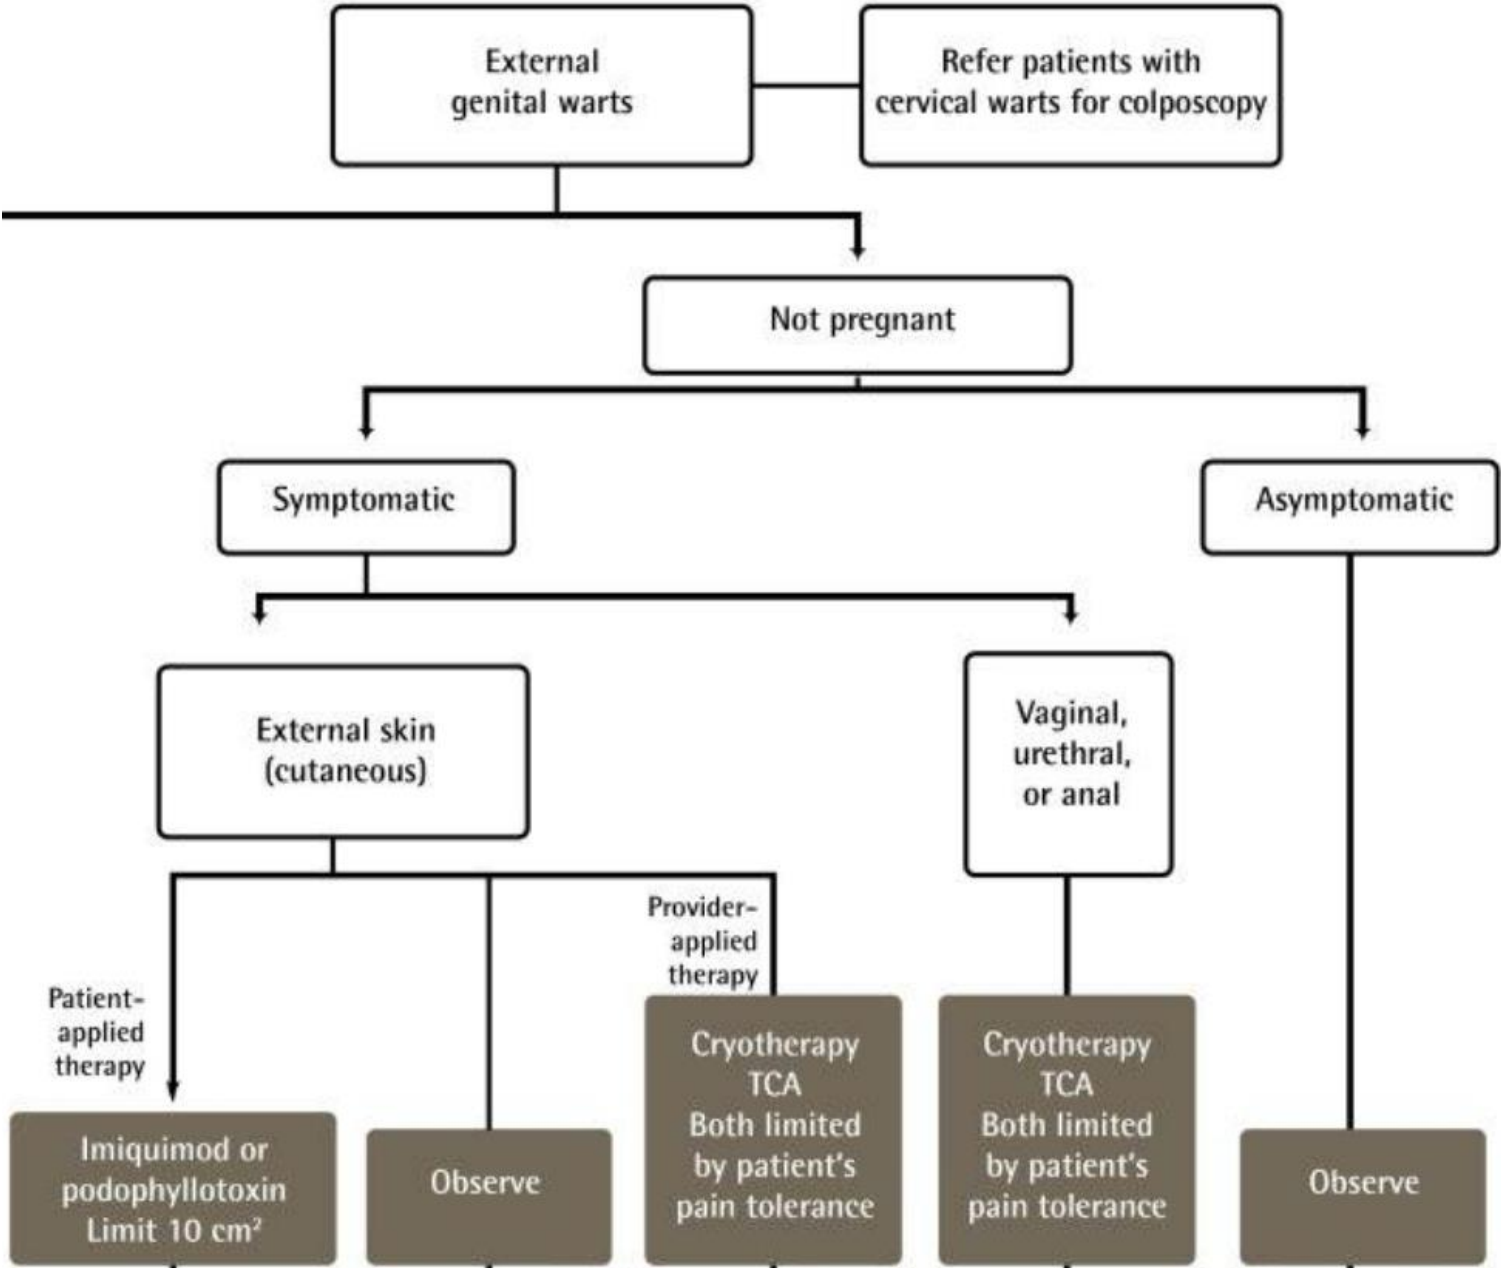 External
genital warts
Refer patients with
cervical warts for colposcopy
Not pregnant
Symptomatic
Asymptomatic
External skin
(cutaneous)
Vaginal,
urethral,
or anal
Patient-
applied
therapy
Provider-
applied
therapy
Imiquimod or
podophyllotoxin
Limit 10 cm²
Observe
Cryotherapy
TCA
Both limited
by patient's
pain tolerance
Cryotherapy
TCA
Both limited
by patient's
pain tolerance
Observe